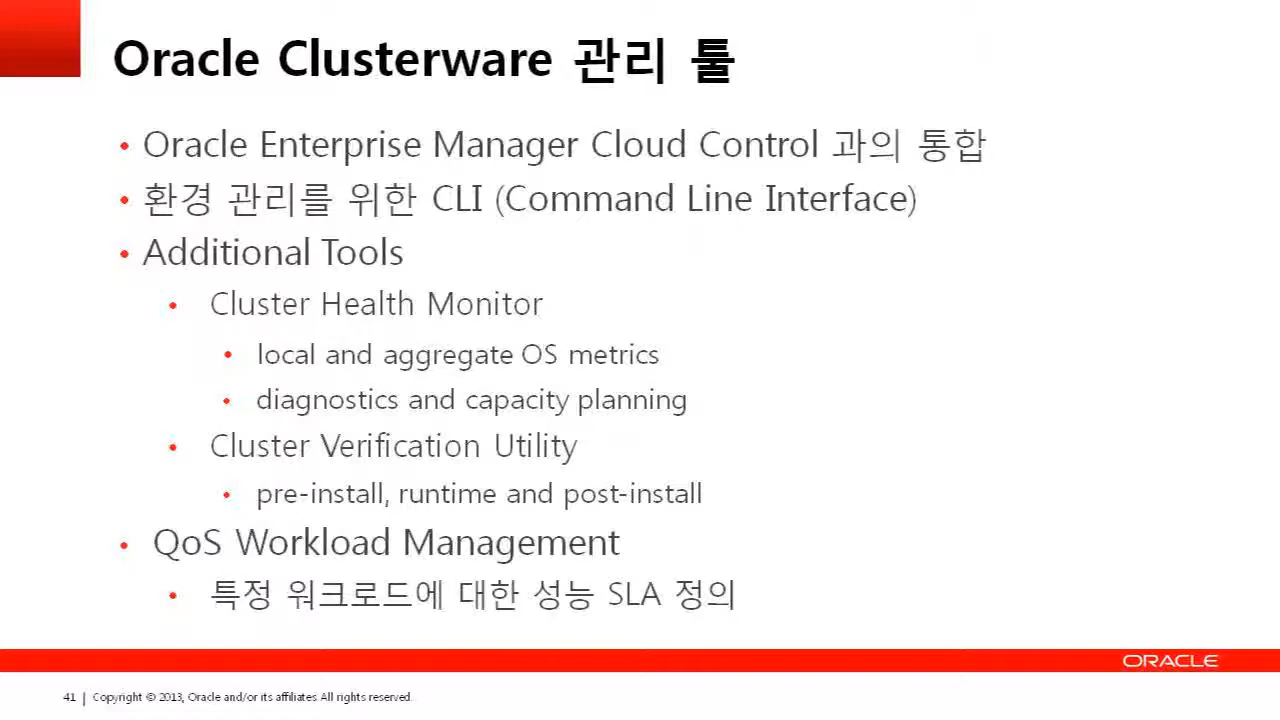 Oracle Clusterware 관리 툴
• Oracle Enterprise Manager Cloud Control 과의 통합
• 환경 관리를 위한 CLI (Command Line Interface)
• Additional Tools
• Cluster Health Monitor
• local and aggregate OS metrics
• diagnostics and capacity planning
• Cluster Verification Utility
• pre-install, runtime and post-install
• QoS Workload Management
• 특정 워크로드에 대한 성능 SLA 정의
ORACLE
41 | Copyright © 2013, Oracle and/or its affiliates. All rights reserved.